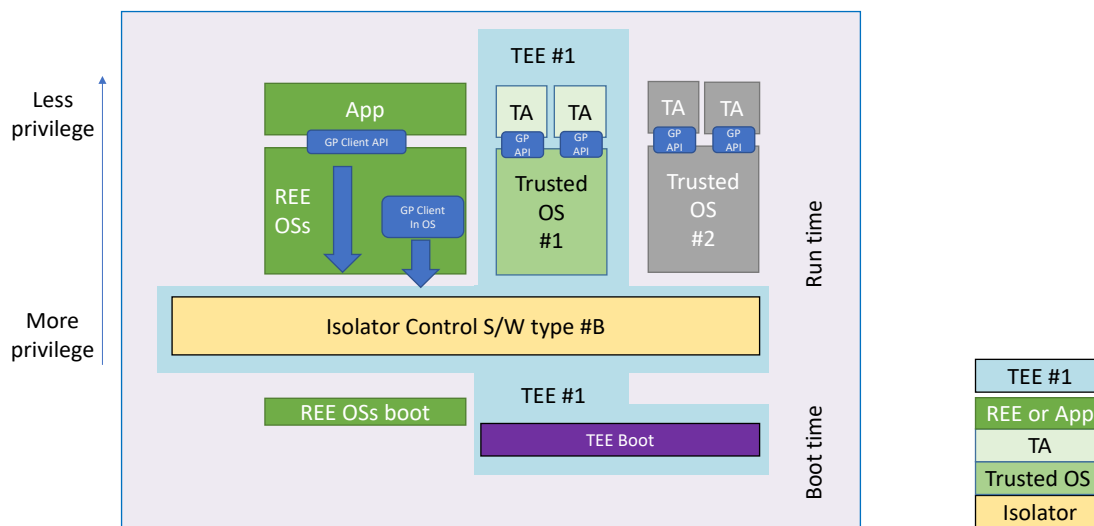 TEE #1
Less
privilege
App
TA
TA
TA
TA
GP Client API
GP
API
GP
API
GP
API
GP
API
REE
OSs
GP Client
In OS
Trusted
OS
#1
Trusted
OS
#2
Run time
More
privilege
Isolator Control S/W type #B
TEE #1
REE OSs boot
TEE Boot
Boot time
TEE #1
REE or App
TA
Trusted OS
Isolator